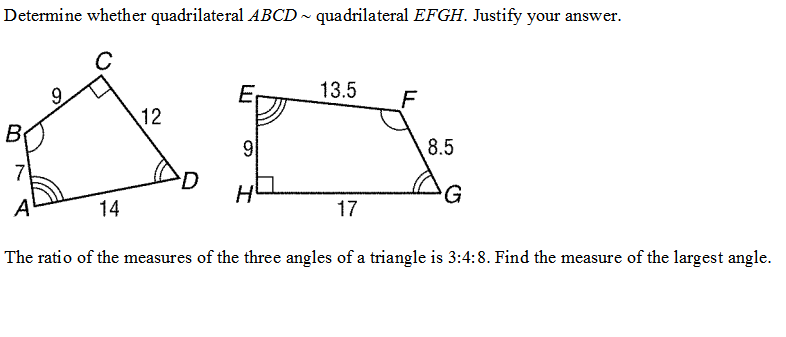 Determine whether quadrilateral ABCD ~ quadrilateral EFGH. Justify your answer.
C
9
12
B
7
D
A
14
E
13.5
F
9
8.5
H
G
17
The ratio of the measures of the three angles of a triangle is 3:4:8. Find the measure of the largest angle.